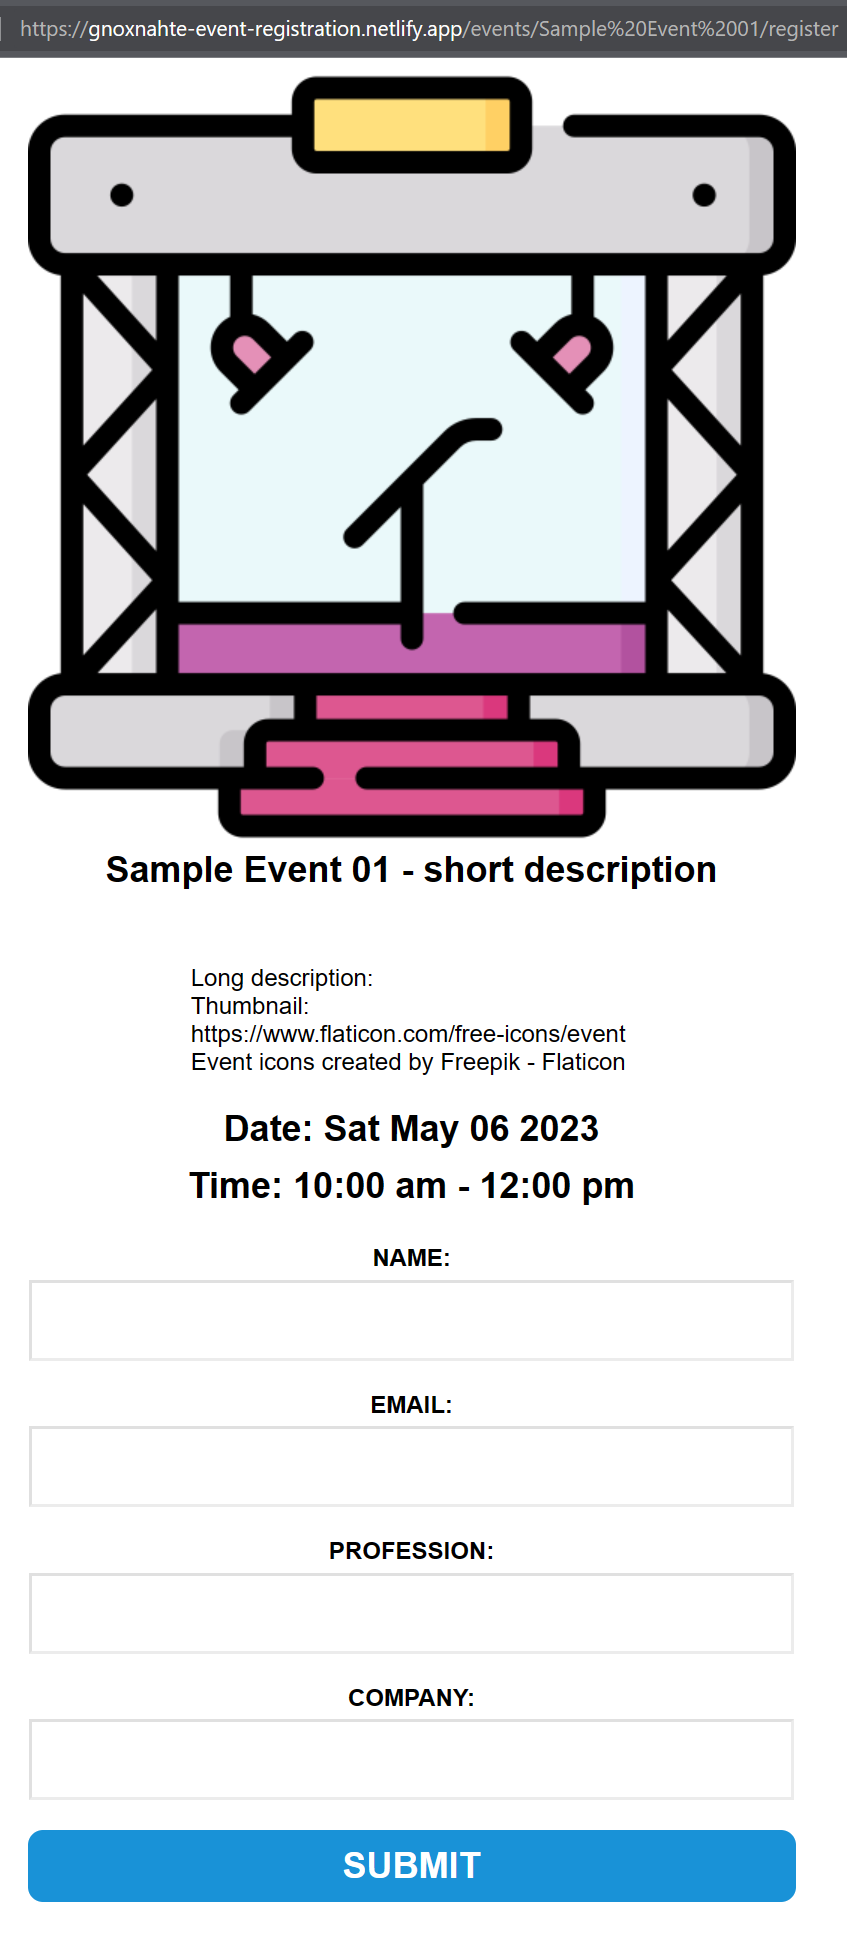 https://gnoxnahte-event-registration.netlify.app/events/Sample%20Event%2001/register
Sample Event 01 - short description
Long description:
Thumbnail:
https://www.flaticon.com/free-icons/event
Event icons created by Freepik - Flaticon
Date: Sat May 06 2023
Time: 10:00 am - 12:00 pm
NAME:
EMAIL:
PROFESSION:
COMPANY:
SUBMIT